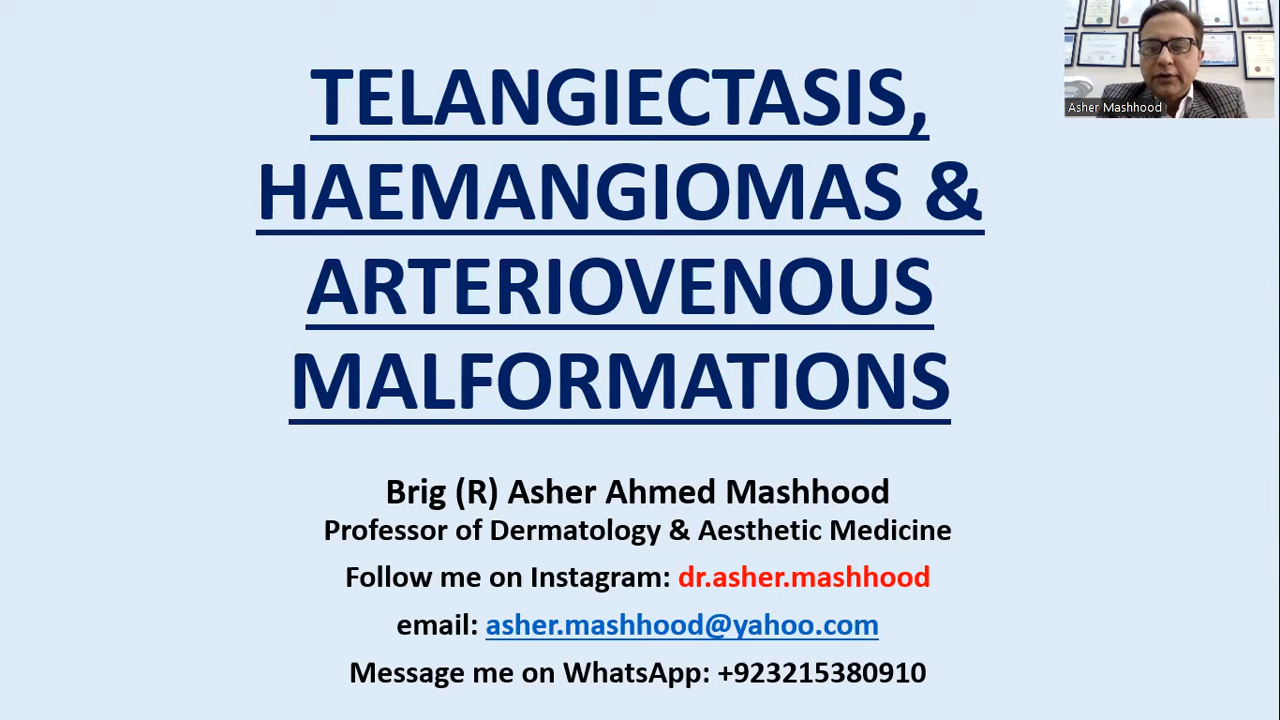 TELANGIECTASIS,
HAEMANGIOMAS &
ARTERIOVENOUS
MALFORMATIONS
Asher Mashhood
Brig (R) Asher Ahmed Mashhood
Professor of Dermatology & Aesthetic Medicine
Follow me on Instagram: dr.asher.mashhood
email: asher.mashhood@yahoo.com
Message me on WhatsApp: +923215380910